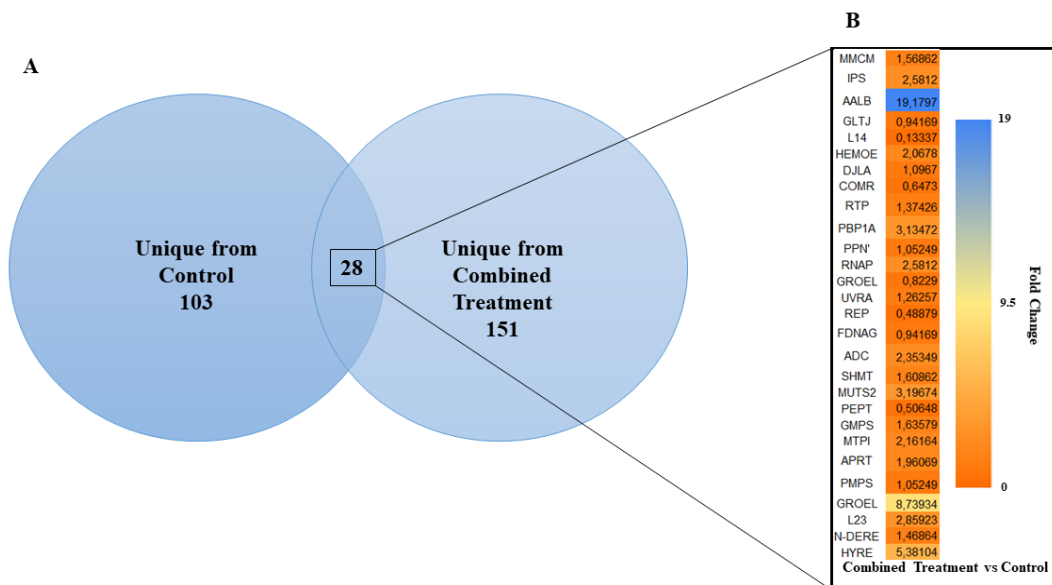 A
Unique from
Control
103
28
Unique from
Combined
Treatment
151
B
MMCM 1,56862
IPS 2,5812
AALB 19,1797
GLTJ 0,94169
L14 0,13337
HEMOE 2,0678
DJLA 1,0967
COMR 0,6473
RTP 1,37426
PBP1A 3,13472
PPN' 1,05249
RNAP 2,5812
GROEL 0,8229
UVRA 1,26257
REP 0,48879
FDNAG 0,94169
ADC 2,35349
SHMT 1,60862
MUTS2 3,19674
PEPT 0,50648
GMPS 1,63579
MTPI 2,16164
APRT 1,96069
PMPS 1,05249
GROEL 8,73934
L23 2,85923
N-DERE 1,46864
HYRE 5,38104
Combined Treatment vs Control
19
9.5
0
Fold Change